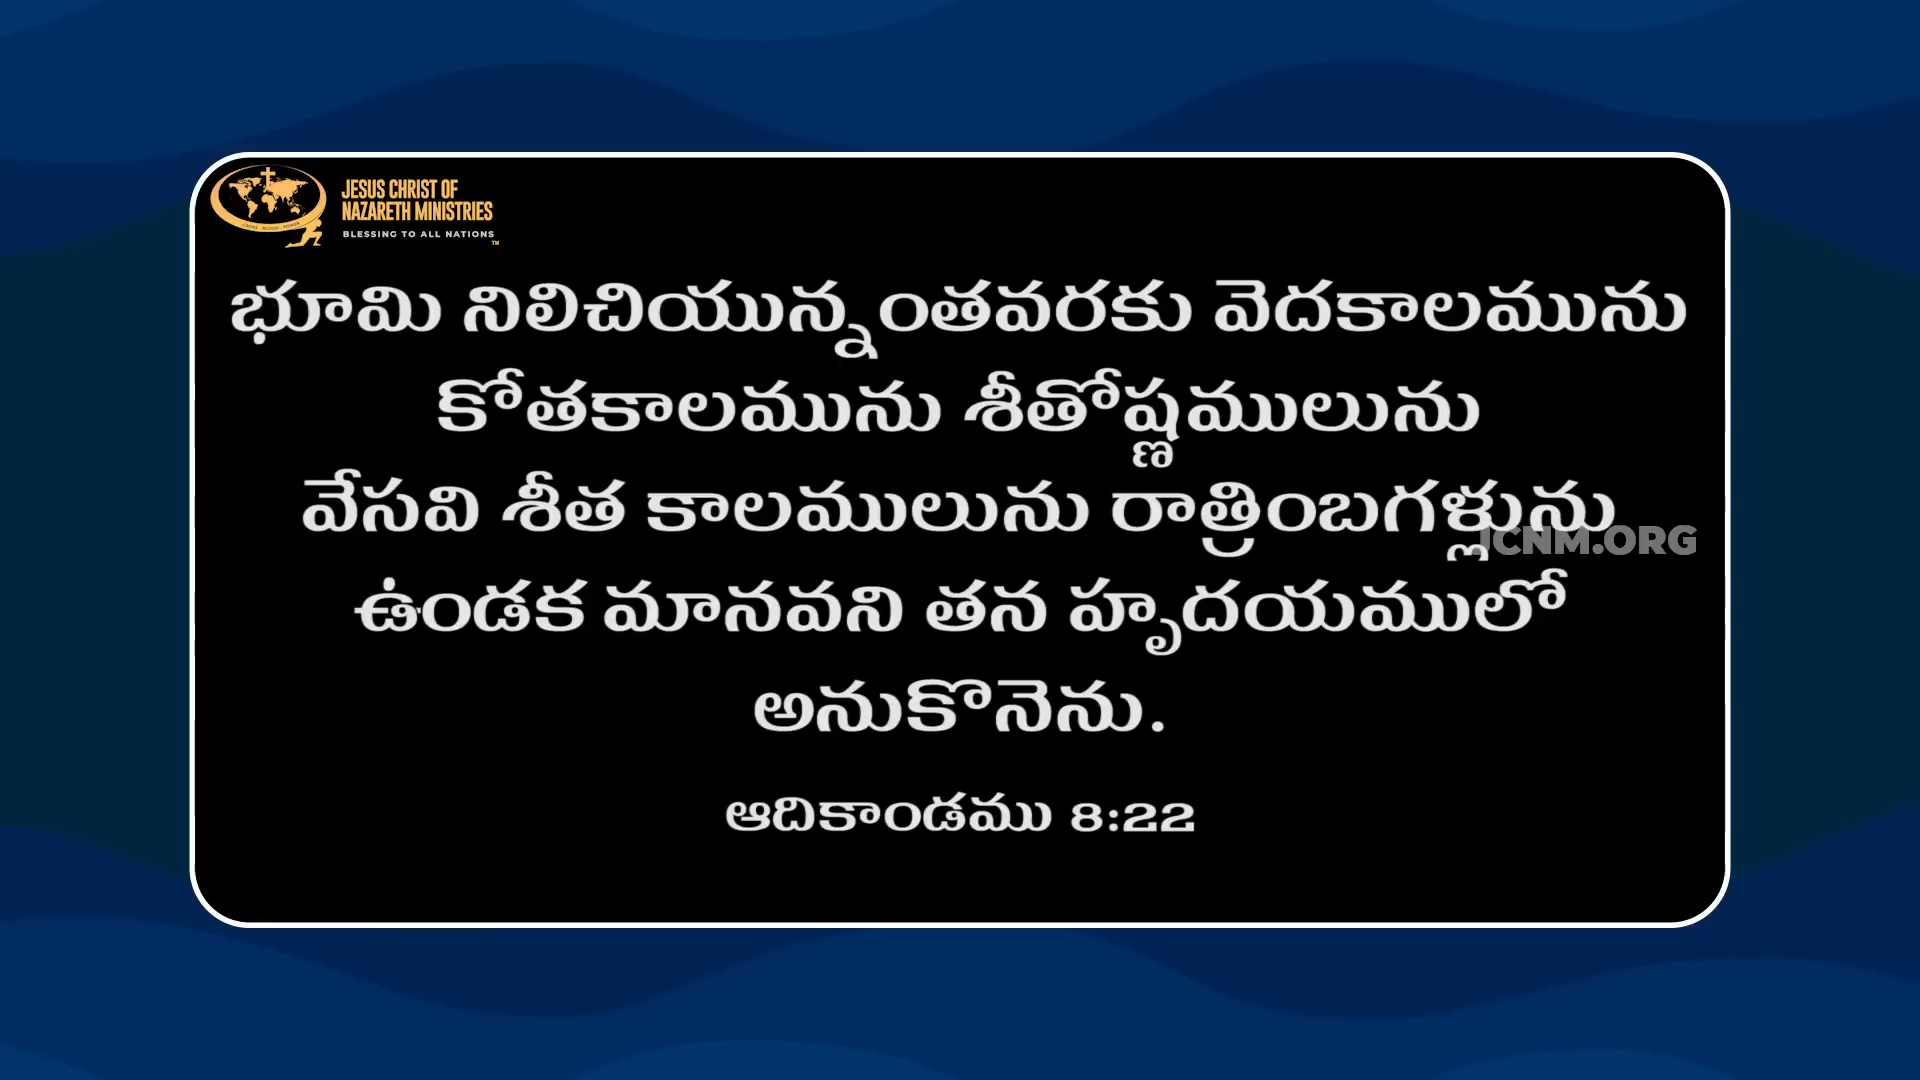 JESUS CHRIST OF
NAZARETH MINISTRIES
BLESSING TO ALL NATIONS
TM
భూమి నిలిచియున్నంతవరకు వెదకాలమును
కోతకాలమును శీతోష్ణములును
వేసవి శీత కాలములును రాత్రింబగళ్లును
JCNM.ORG
ఉండక మానవని తన హృదయములో
అనుకొనెను.
ఆదికాండము 8:22